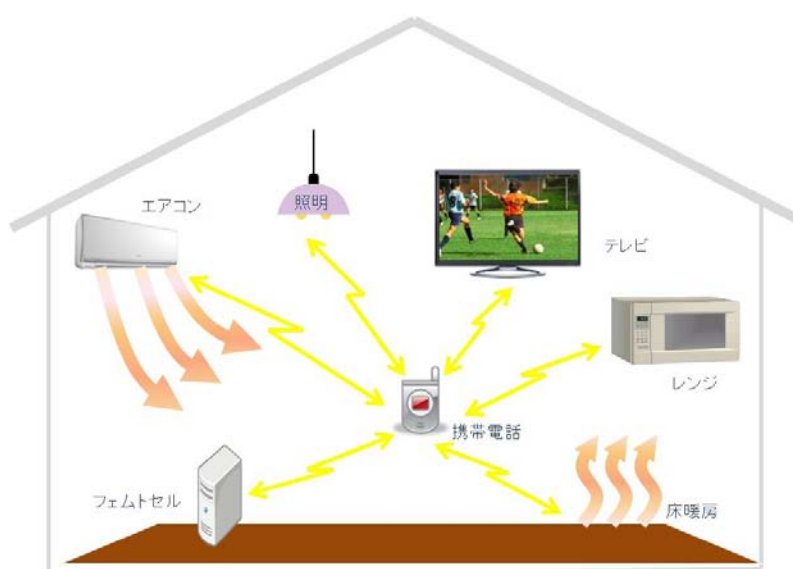 照明
エアコン
テレビ
レンジ
携帯電話
フェムトセル
床暖房